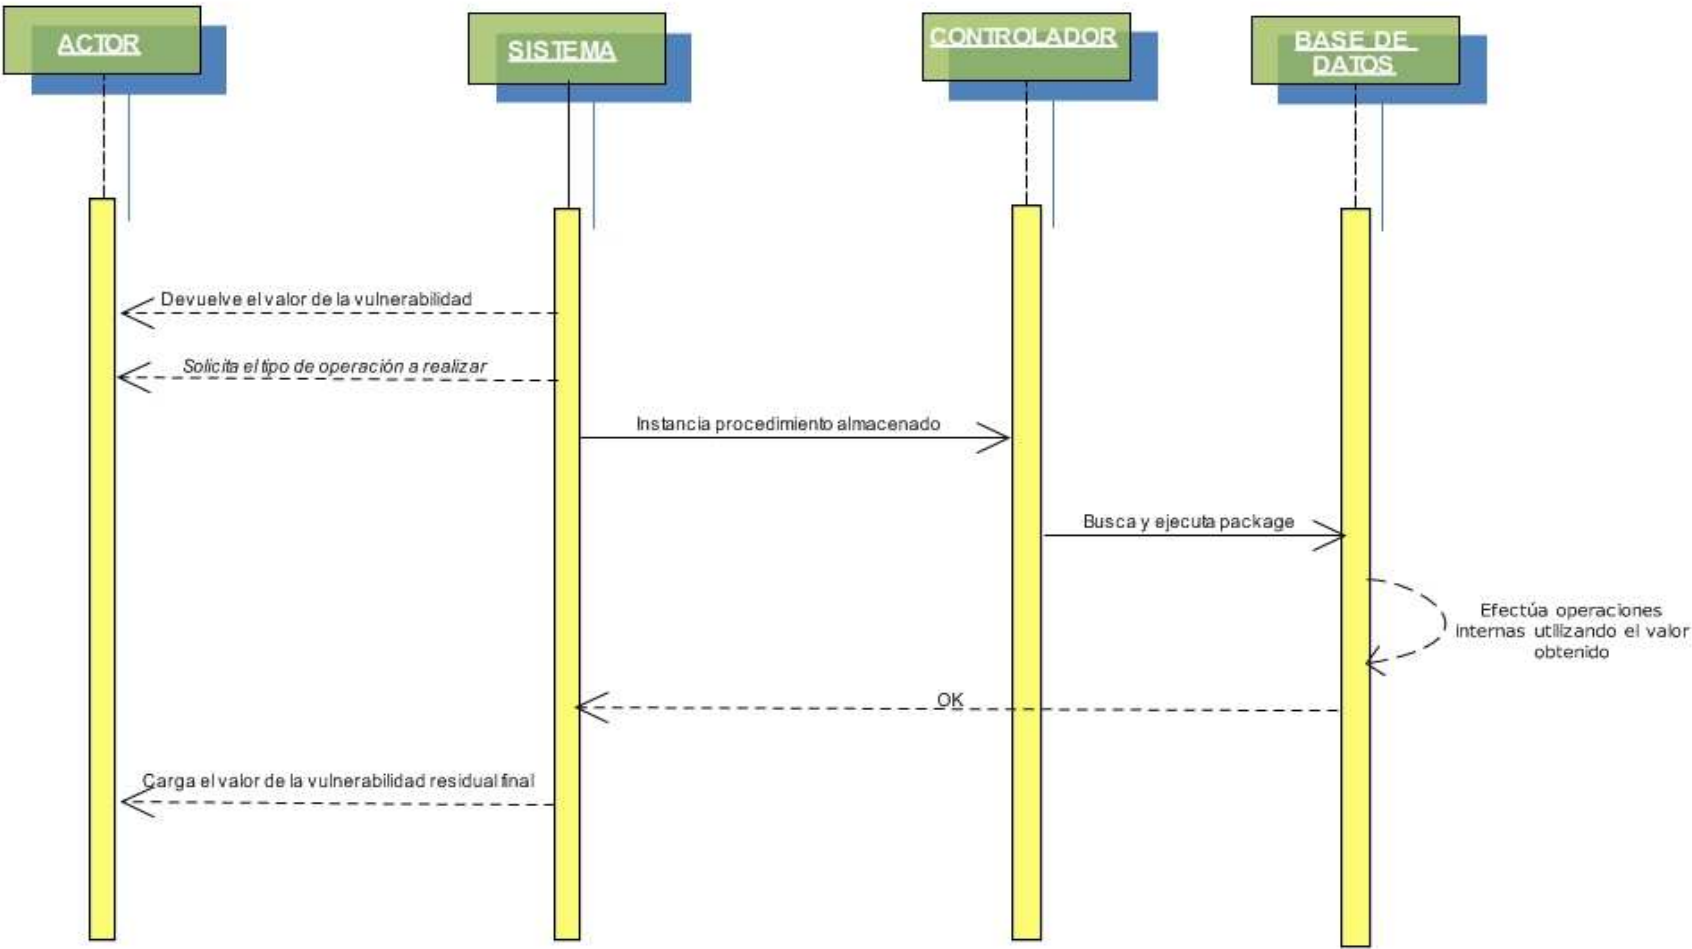 ACTOR
SISTEMA
CONTROLADOR
BASE DE
DATOS
Devuelve el valor de la vulnerabilidad
Solicita el tipo de operación a realizar
Instancia procedimiento almacenado
Busca y ejecuta package
Efectúa operaciones
internas utilizando el valor
obtenido
OK
Carga el valor de la vulnerabilidad residual final